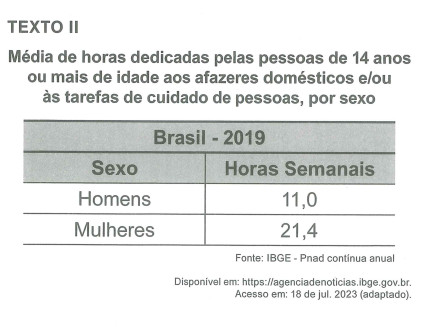 TEXTO II
Média de horas dedicadas pelas pessoas de 14 anos
ou mais de idade aos afazeres domésticos e/ou
às tarefas de cuidado de pessoas, por sexo
Brasil - 2019
Sexo Horas Semanais
Homens 11,0
Mulheres 21,4
Fonte: IBGE - Pnad contínua anual
Disponível em: https://agenciadenoticias.ibge.gov.br.
Acesso em: 18 de jul. 2023 (adaptado).